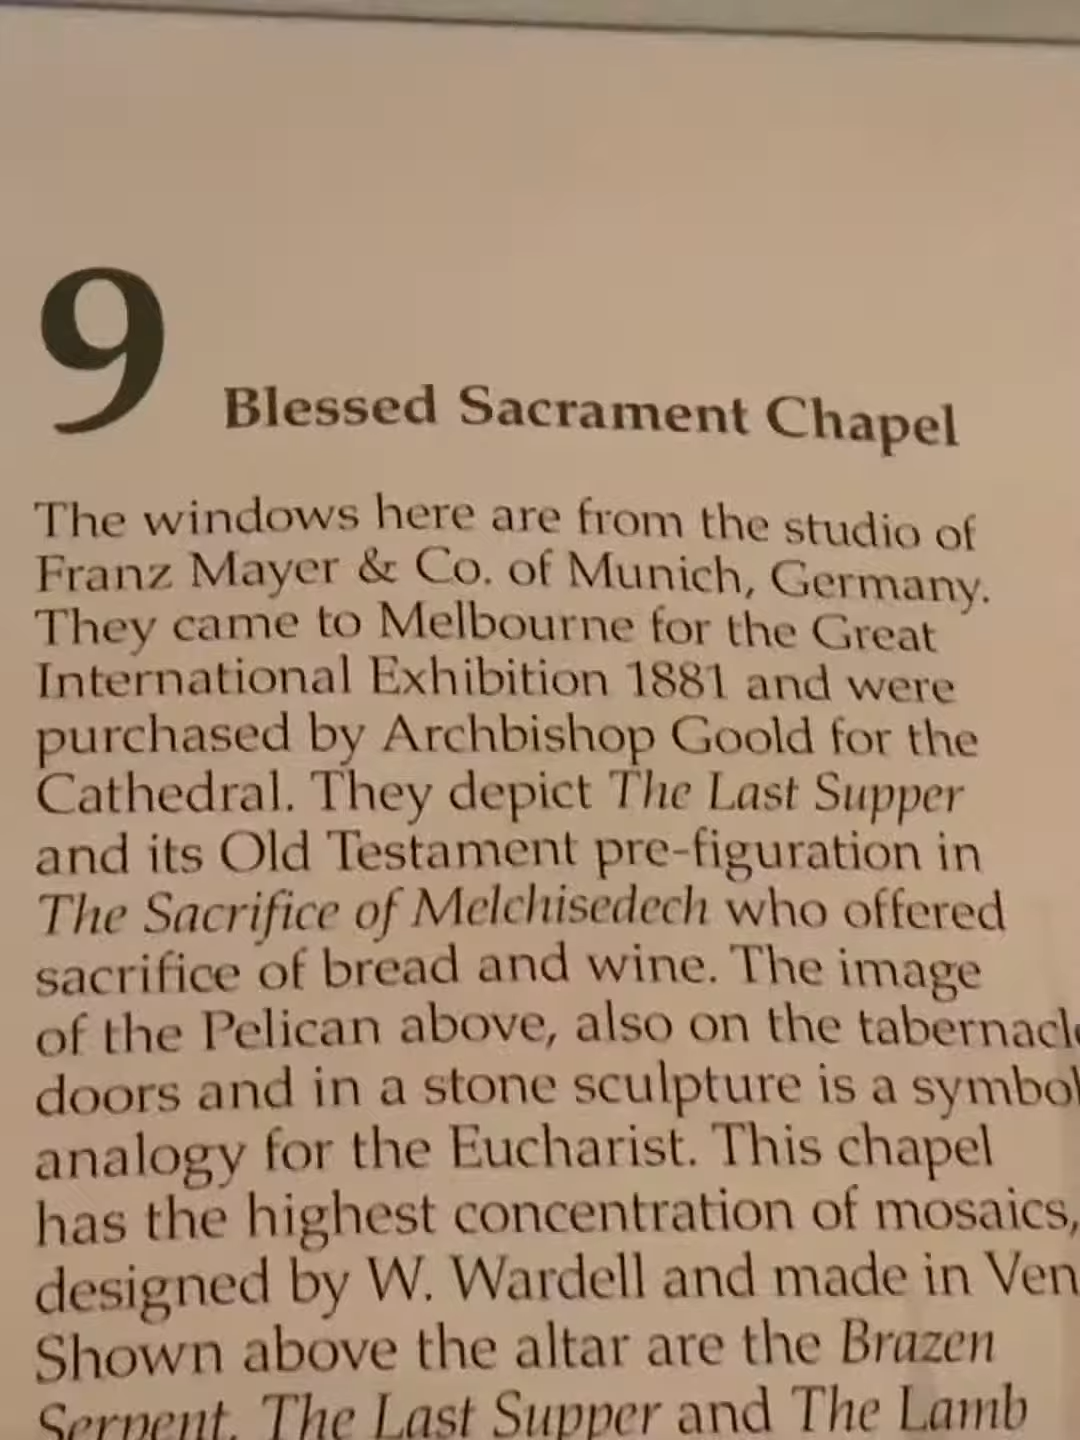 9
Blessed Sacrament Chapel
The windows here are from the studio of
Franz Mayer & Co. of Munich, Germany.
They came to Melbourne for the Great
International Exhibition 1881 and were
purchased by Archbishop Goold for the
Cathedral. They depict The Last Supper
and its Old Testament pre-figuration in
The Sacrifice of Melchisedech who offered
sacrifice of bread and wine. The image
of the Pelican above, also on the tabernacle
doors and in a stone sculpture is a symbol
analogy for the Eucharist. This chapel
has the highest concentration of mosaics,
designed by W. Wardell and made in Ven
Shown above the altar are the Brazen
Serpent, The Last Supper and The Lamb